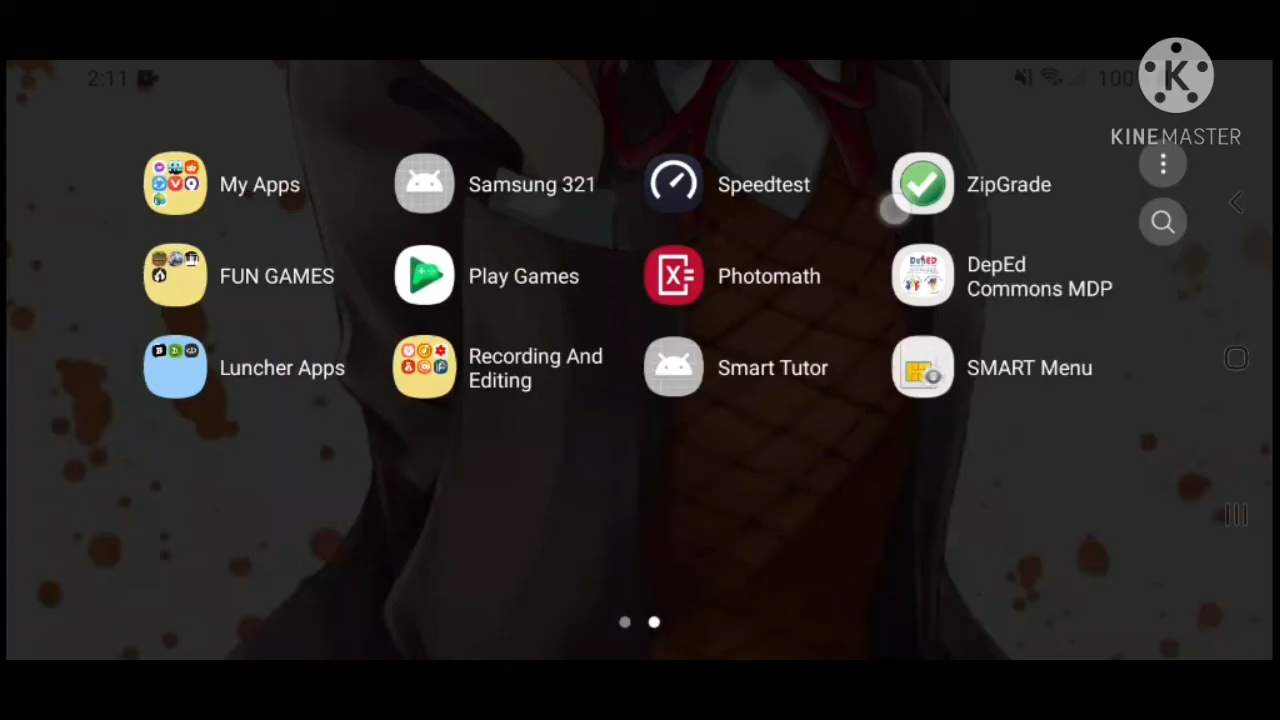 2:11
100
K
KINEMASTER
My Apps
Samsung 321
Speedtest
ZipGrade
FUN GAMES
Play Games
Photomath
DepEd
Commons MDP
Luncher Apps
Recording And
Editing
Smart Tutor
SMART Menu